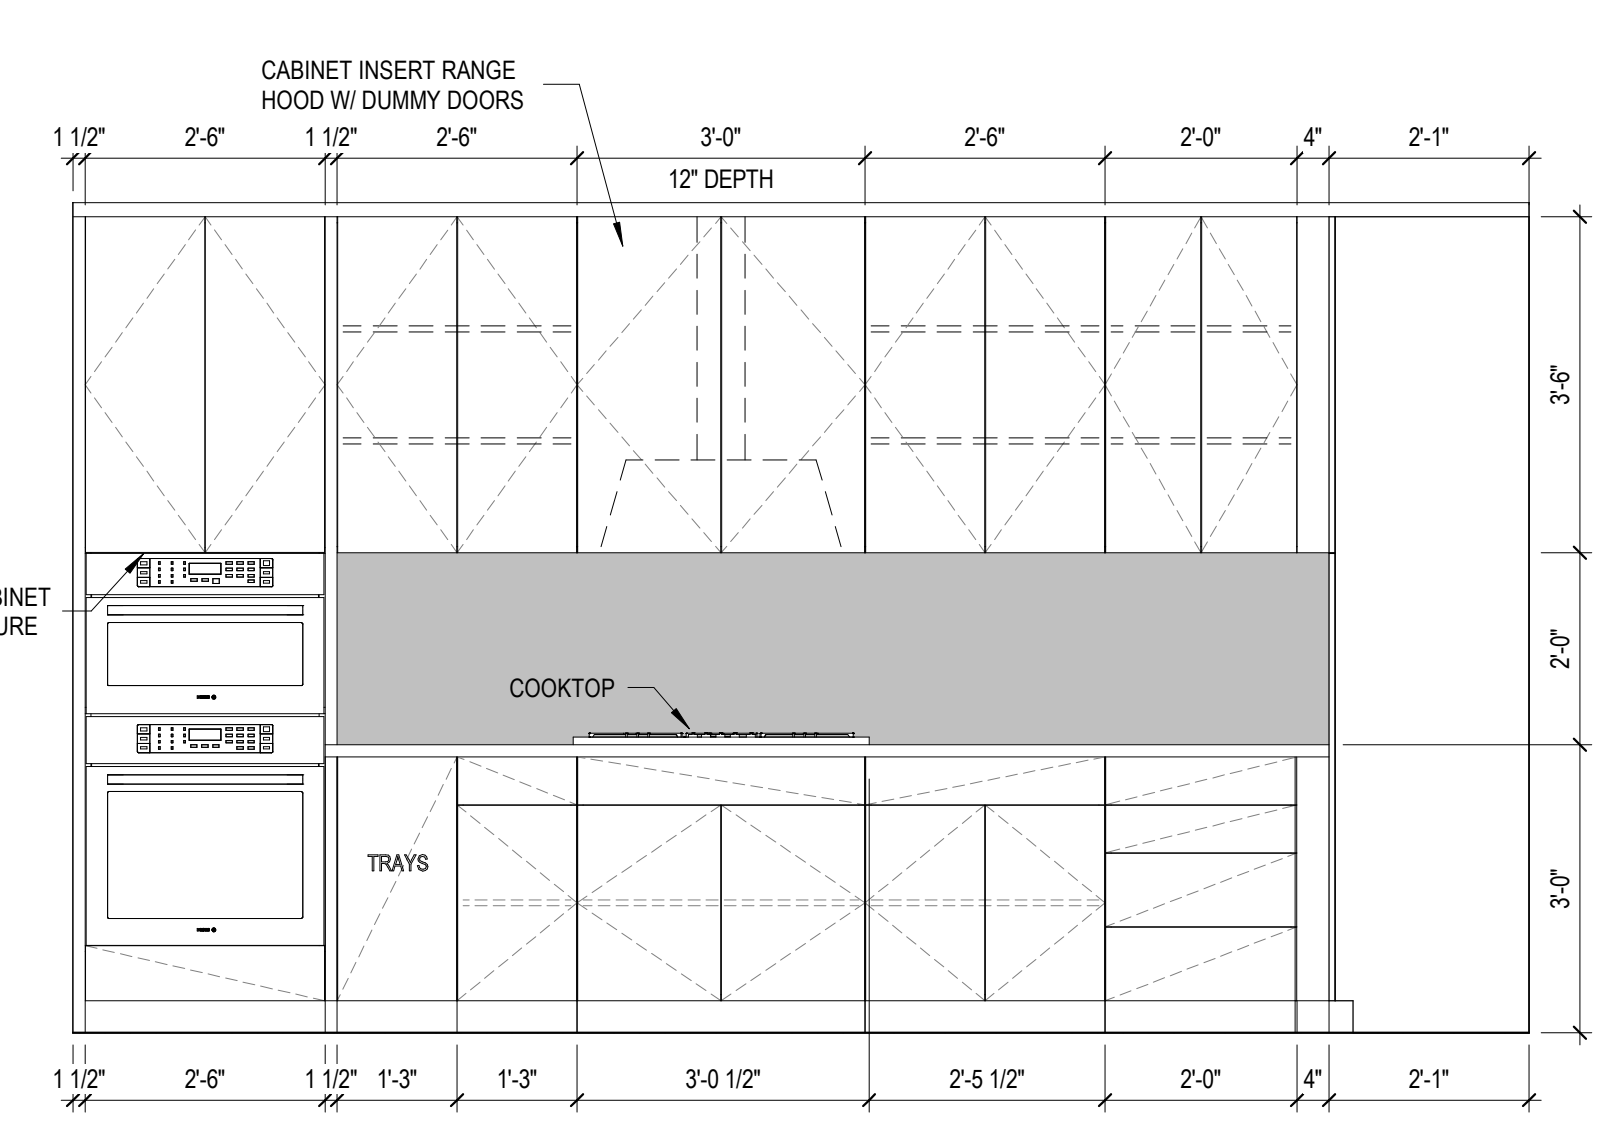 CABINET INSERT RANGE
HOOD W/ DUMMY DOORS
1 1/2" 2'-6" 1 1/2" 2'-6" 3'-0" 2'-6" 2'-0" 4" 2'-1"
12" DEPTH
3'-6"
BINET
URE
2'-0"
COOKTOP
TRAYS
3'-0"
1 1/2" 2'-6" 1 1/2" 1'-3" 1'-3" 3'-0 1/2" 2'-5 1/2" 2'-0" 4" 2'-1"